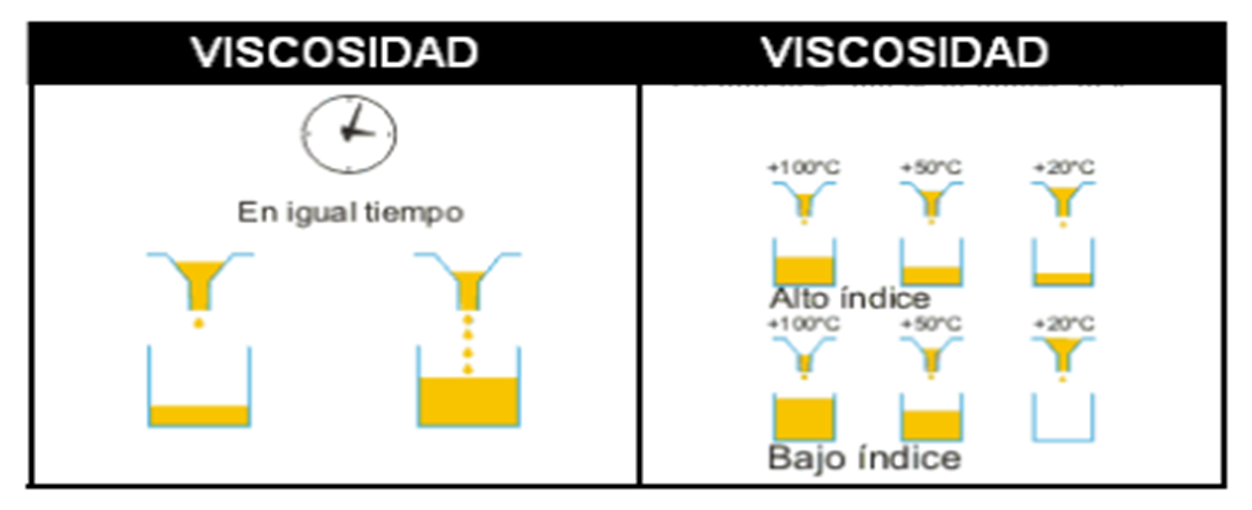 VISCOSIDAD
En igual tiempo
VISCOSIDAD
+100°C +50°C +20°C
Alto índice
+100°C +50°C +20°C
Bajo índice